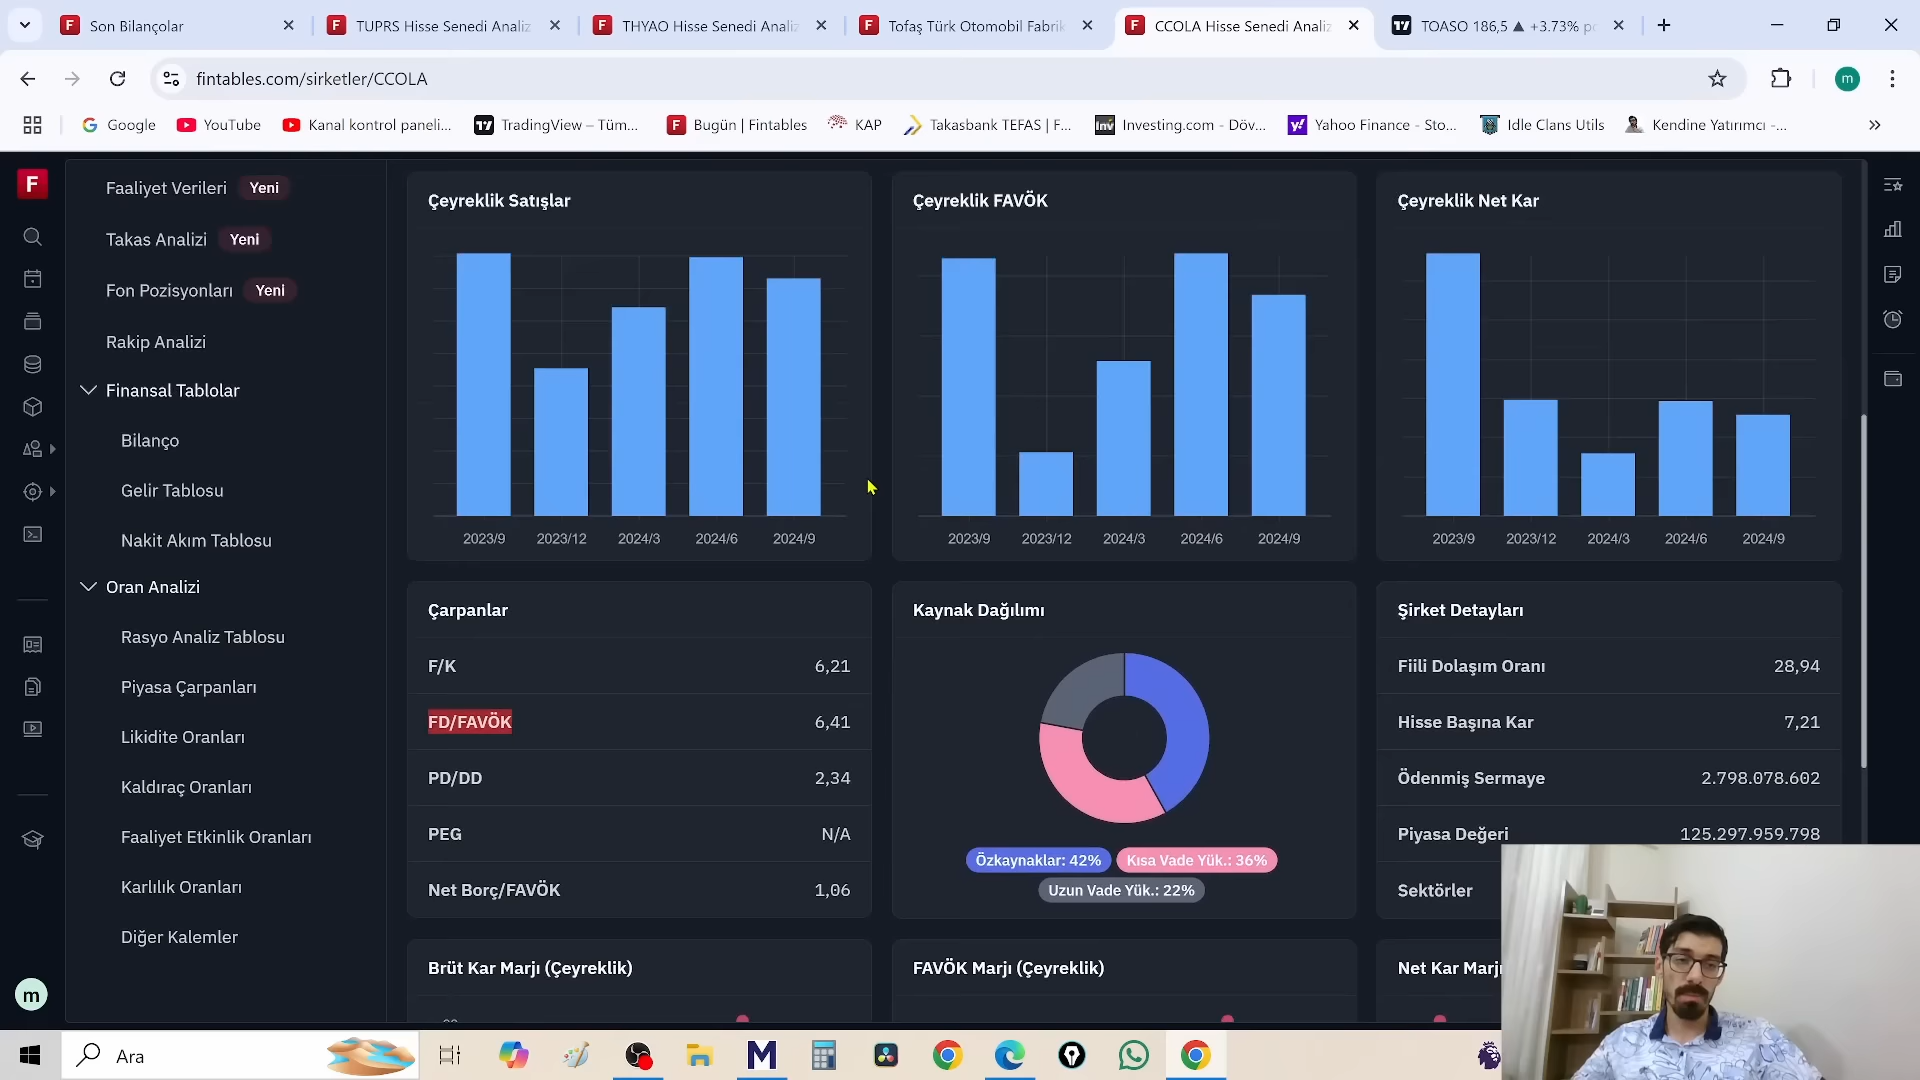 Son Bilançolar
TUPRS Hisse Senedi Analiz
THYAO Hisse Senedi Analiz
Tofaş Türk Otomobil Fabrik
CCOLA Hisse Senedi Analiz
TOASO 186,5 ▲ +3.73%
fintables.com/sirketler/CCOLA
m
Google
YouTube
Kanal kontrol paneli...
TradingView – Tüm...
Bugün | Fintables
KAP
Takasbank TEFAS | F...
Investing.com - Döv...
Yahoo Finance - Sto...
Idle Clans Utils
Kendine Yatırımcı -...
Faaliyet Verileri Yeni
Takas Analizi Yeni
Fon Pozisyonları Yeni
Rakip Analizi
Finansal Tablolar
Bilanço
Gelir Tablosu
Nakit Akım Tablosu
Oran Analizi
Rasyo Analiz Tablosu
Piyasa Çarpanları
Likidite Oranları
Kaldıraç Oranları
Faaliyet Etkinlik Oranları
Karlılık Oranları
Diğer Kalemler
m
Çeyreklik Satışlar
2023/9 2023/12 2024/3 2024/6 2024/9
Çeyreklik FAVÖK
2023/9 2023/12 2024/3 2024/6 2024/9
Çeyreklik Net Kar
2023/9 2023/12 2024/3 2024/6 2024/9
Çarpanlar
F/K 6,21
FD/FAVÖK 6,41
PD/DD 2,34
PEG N/A
Net Borç/FAVÖK 1,06
Kaynak Dağılımı
Özkaynaklar: 42% Kısa Vade Yük.: 36%
Uzun Vade Yük.: 22%
Şirket Detayları
Fiili Dolaşım Oranı 28,94
Hisse Başına Kar 7,21
Ödenmiş Sermaye 2.798.078.602
Piyasa Değeri 125.297.959.798
Sektörler
Brüt Kar Marjı (Çeyreklik)
FAVÖK Marjı (Çeyreklik)
Net Kar
Ara